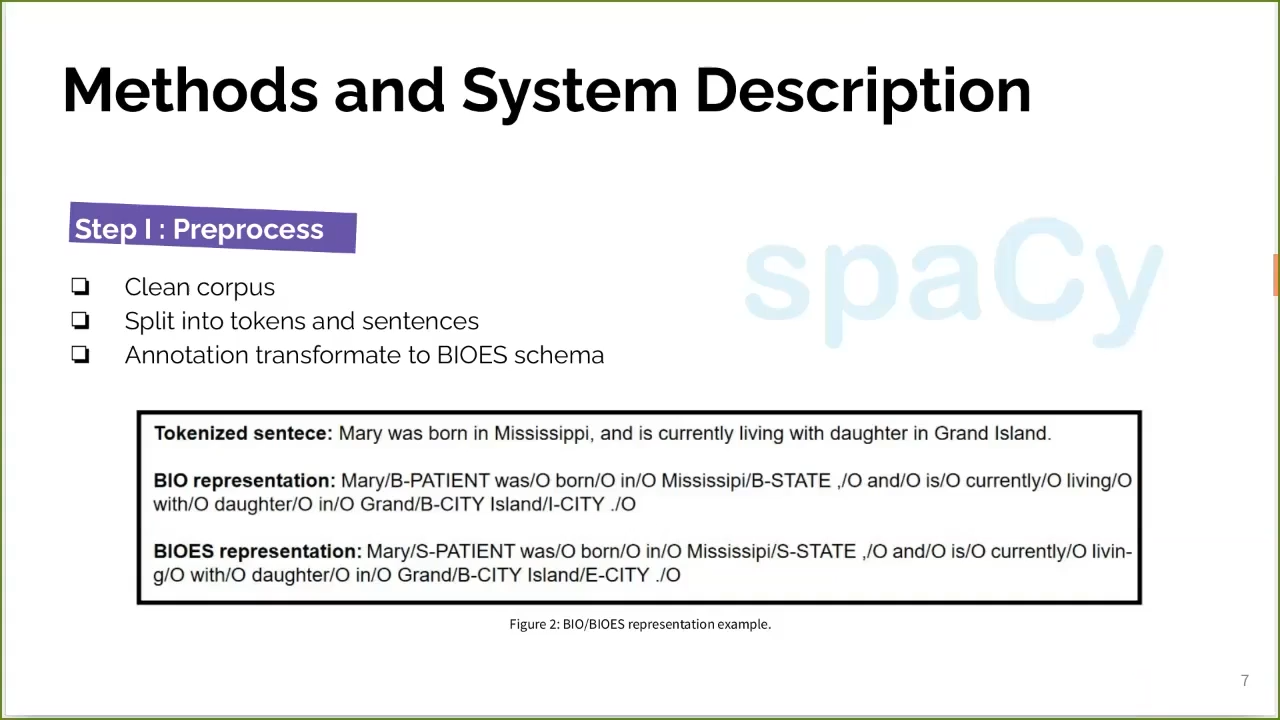 Methods and System Description
Step I : Preprocess
spaCy
❏ Clean corpus
❏ Split into tokens and sentences
❏ Annotation transformate to BIOES schema
Tokenized sentece: Mary was born in Mississippi, and is currently living with daughter in Grand Island.
BIO representation: Mary/B-PATIENT was/O born/O in/O Mississipi/B-STATE ,/O and/O is/O currently/O living/O
with/O daughter/O in/O Grand/B-CITY Island/I-CITY ./O
BIOES representation: Mary/S-PATIENT was/O born/O in/O Mississipi/S-STATE ,/O and/O is/O currently/O livin-
g/O with/O daughter/O in/O Grand/B-CITY Island/E-CITY ./O
Figure 2: BIO/BIOES representation example.
7